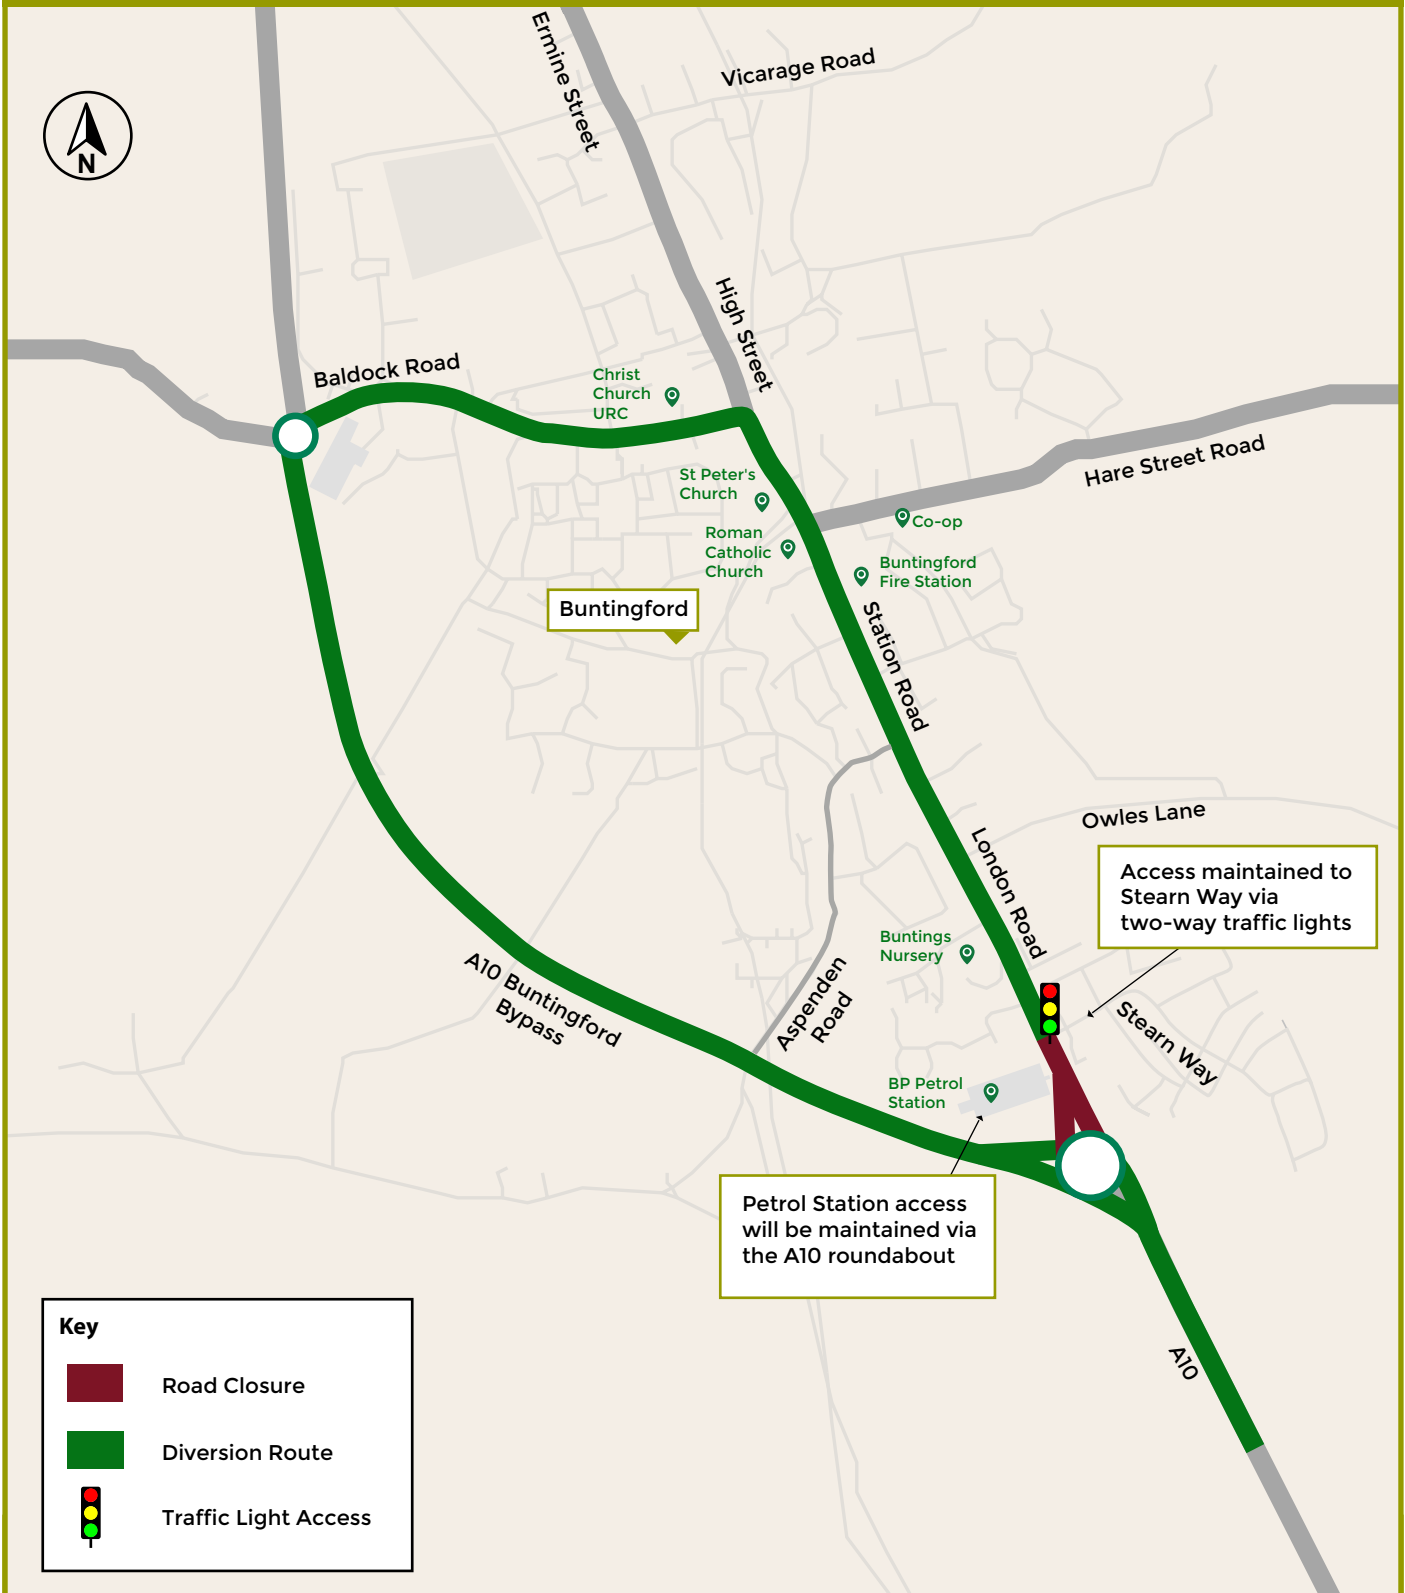 Ermine Street
Vicarage Road
N
High Street
Baldock Road
Christ
Church
URC
Hare Street Road
St Peter's
Church
Co-op
Roman
Catholic
Church
Buntingford
Fire Station
Buntingford
Station Road
Owles Lane
London Road
Access maintained to
Stearn Way via
two-way traffic lights
Buntings
Nursery
A10 Buntingford
Bypass
Aspenden
Road
Stearn Way
BP Petrol
Station
Petrol Station access
will be maintained via
the A10 roundabout
A10
Key
Road Closure
Diversion Route
Traffic Light Access